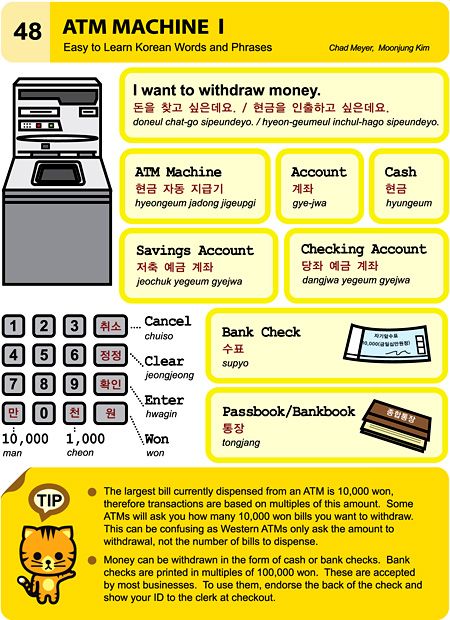 48
ATM MACHINE I
Easy to Learn Korean Words and Phrases
Chad Meyer, Moonjung Kim
I want to withdraw money.
돈을 찾고 싶은데요. / 현금을 인출하고 싶은데요.
doneul chat-go sipeundeyo. / hyeon-geumeul inchul-hago sipeundeyo.
ATM Machine
현금 자동 지급기
hyeongeum jadong jigeupgi
Account
계좌
gye-jwa
Cash
현금
hyungeum
Savings Account
저축 예금 계좌
jeochuk yegeum gyejwa
Checking Account
당좌 예금 계좌
dangjwa yegeum gyejwa
1 2 3 취소 Cancel
chuiso
4 5 6 정정 Clear
jeongjeong
7 8 9 확인 Enter
hwagin
만 0 천 원 Won
won
10,000 1,000
man cheon
Bank Check
수표
supyo
자기앞수표
Passbook/Bankbook
통장
tongjang
종합통장
TIP
The largest bill currently dispensed from an ATM is 10,000 won,
therefore transactions are based on multiples of this amount. Some
ATMs will ask you how many 10,000 won bills you want to withdraw.
This can be confusing as Western ATMs only ask the amount to
withdrawal, not the number of bills to dispense.
Money can be withdrawn in the form of cash or bank checks. Bank
checks are printed in multiples of 100,000 won. These are accepted
by most businesses. To use them, endorse the back of the check and
show your ID to the clerk at checkout.